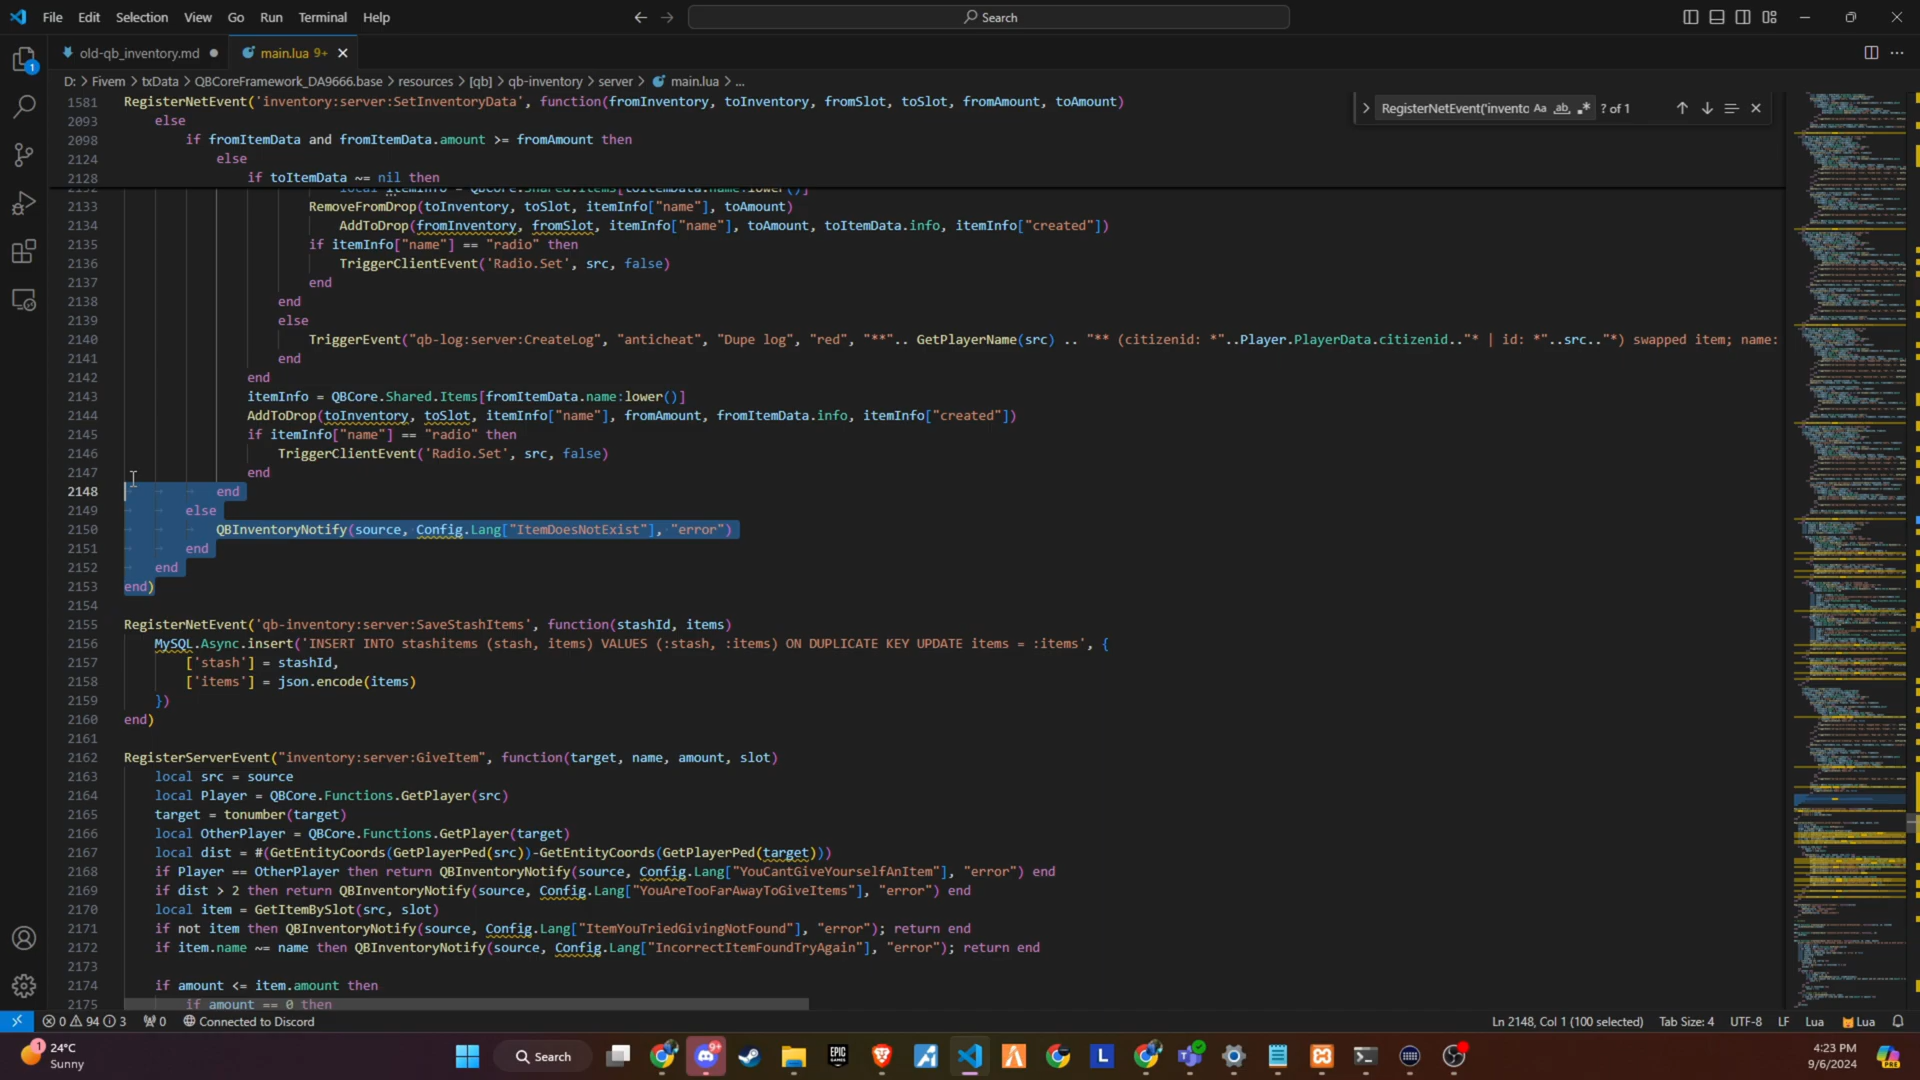 File Edit Selection View Go Run Terminal Help
Search
old-qb_inventory.md
main.lua 9+
D: > Fivem > txData > QBCoreFramework_DA9666.base > resources > [qb] > qb-inventory > server > main.lua > ...
RegisterNetEvent('invento Aa ab ? of 1
1581 RegisterNetEvent('inventory:server:SetInventoryData', function(fromInventory, toInventory, fromSlot, toSlot, fromAmount, toAmount)
2093 else
2098 if fromItemData and fromItemData.amount >= fromAmount then
2124 else
2128 if toItemData ~= nil then
local itemInfo = QBCore.Shared.Items[toItemData.name:lower()]
2133 RemoveFromDrop(toInventory, toSlot, itemInfo["name"], toAmount)
2134 AddToDrop(fromInventory, fromSlot, itemInfo["name"], toAmount, toItemData.info, itemInfo["created"])
2135 if itemInfo["name"] == "radio" then
2136 TriggerClientEvent('Radio.Set', src, false)
2137 end
2138 end
2139 else
2140 TriggerEvent("qb-log:server:CreateLog", "anticheat", "Dupe log", "red", "**".. GetPlayerName(src) .. "** (citizenid: *"..Player.PlayerData.citizenid.."* | id: *"..src.."*) swapped item; name:
2141 end
2142 end
2143 itemInfo = QBCore.Shared.Items[fromItemData.name:lower()]
2144 AddToDrop(toInventory, toSlot, itemInfo["name"], fromAmount, fromItemData.info, itemInfo["created"])
2145 if itemInfo["name"] == "radio" then
2146 TriggerClientEvent('Radio.Set', src, false)
2147 end
2148 end
2149 else
2150 QBInventoryNotify(source, Config.Lang["ItemDoesNotExist"], "error")
2151 end
2152 end
2153 end)
2154
2155 RegisterNetEvent('qb-inventory:server:SaveStashItems', function(stashId, items)
2156 MySQL.Async.insert('INSERT INTO stashitems (stash, items) VALUES (:stash, :items) ON DUPLICATE KEY UPDATE items = :items', {
2157 ['stash'] = stashId,
2158 ['items'] = json.encode(items)
2159 })
2160 end)
2161
2162 RegisterServerEvent("inventory:server:GiveItem", function(target, name, amount, slot)
2163 local src = source
2164 local Player = QBCore.Functions.GetPlayer(src)
2165 target = tonumber(target)
2166 local OtherPlayer = QBCore.Functions.GetPlayer(target)
2167 local dist = #(GetEntityCoords(GetPlayerPed(src))-GetEntityCoords(GetPlayerPed(target)))
2168 if Player == OtherPlayer then return QBInventoryNotify(source, Config.Lang["YouCantGiveYourselfAnItem"], "error") end
2169 if dist > 2 then return QBInventoryNotify(source, Config.Lang["YouAreTooFarAwayToGiveItems"], "error") end
2170 local item = GetItemBySlot(src, slot)
2171 if not item then QBInventoryNotify(source, Config.Lang["ItemYouTriedGivingNotFound"], "error"); return end
2172 if item.name ~= name then QBInventoryNotify(source, Config.Lang["IncorrectItemFoundTryAgain"], "error"); return end
2173
2174 if amount <= item.amount then
2175 if amount == 0 then
0 94 3 0 Connected to Discord Ln 2148, Col 1 (100 selected) Tab Size: 4 UTF-8 LF Lua Lua
24°C
Sunny
Search
4:23 PM
9/6/2024